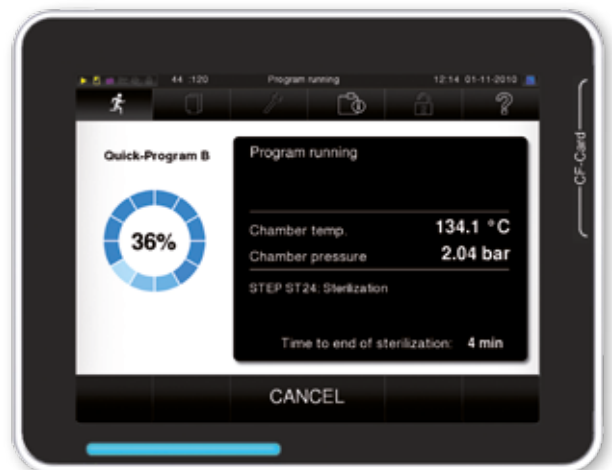 44 :120 Program running 12:14 01-11-2010
?
Quick-Program B
36%
Program running
Chamber temp. 134.1 °C
Chamber pressure 2.04 bar
STEP ST24: Sterilization
Time to end of sterilization: 4 min
CANCEL
CF-Card